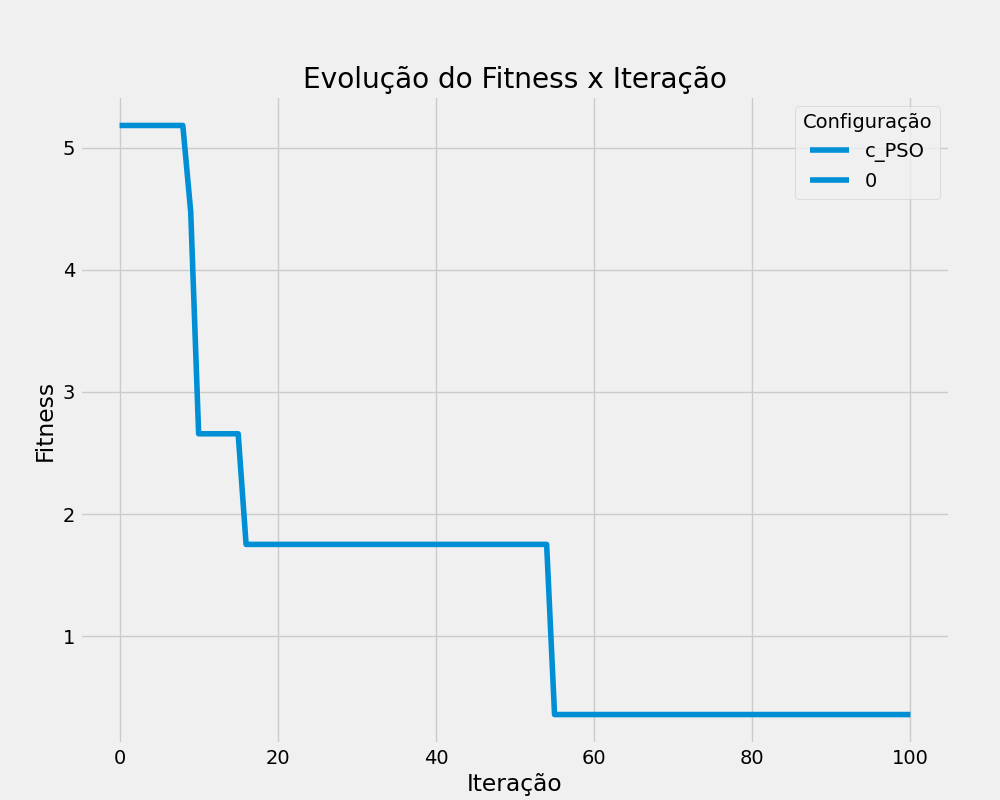 Evolução do Fitness x Iteração
Configuração
c_PSO
0
5
4
3
2
1
Fitness
0 20 40 60 80 100
Iteração